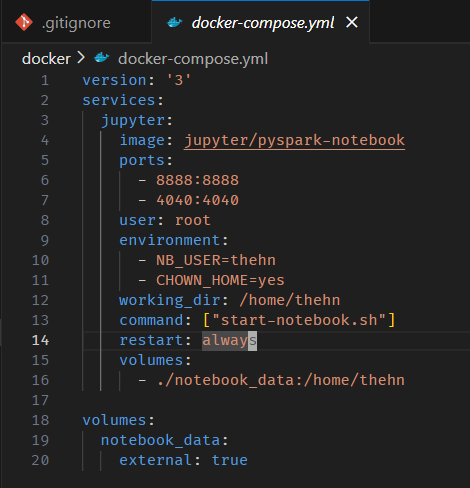 .gitignore
docker-compose.yml
docker > docker-compose.yml
1 version: '3'
2 services:
3   jupyter:
4     image: jupyter/pyspark-notebook
5     ports:
6       - 8888:8888
7       - 4040:4040
8     user: root
9     environment:
10       - NB_USER=thehn
11       - CHOWN_HOME=yes
12     working_dir: /home/thehn
13     command: ["start-notebook.sh"]
14     restart: always
15     volumes:
16       - ./notebook_data:/home/thehn
17
18 volumes:
19   notebook_data:
20     external: true